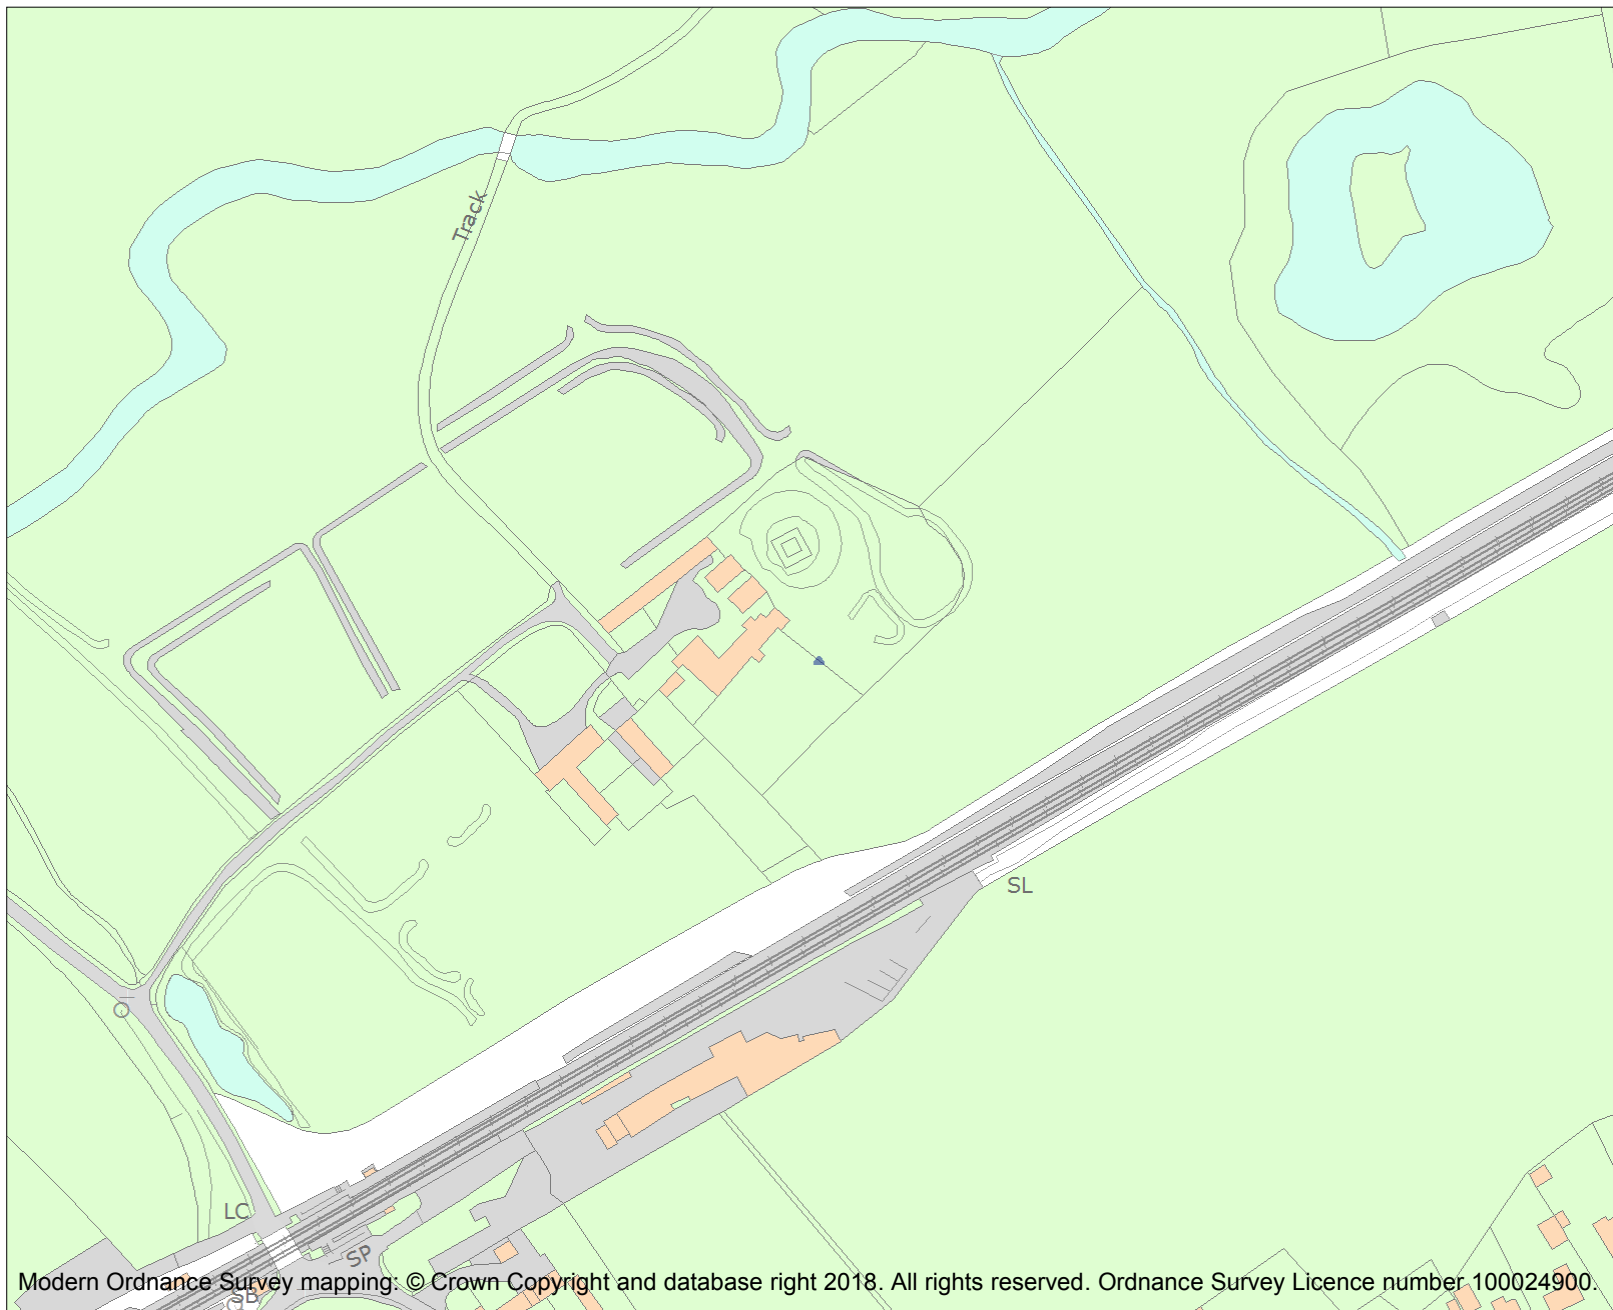 Track
SL
LC
SP
SB
Modern Ordnance Survey mapping: © Crown Copyright and database right 2018. All rights reserved. Ordnance Survey Licence number 100024900.